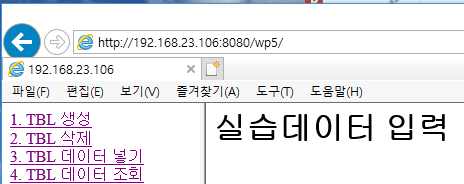 http://192.168.23.106:8080/wp5/
192.168.23.106
파일(F) 편집(E) 보기(V) 즐겨찾기(A) 도구(T) 도움말(H)
1. TBL 생성
2. TBL 삭제
3. TBL 데이터 넣기
4. TBL 데이터 조회
실습데이터 입력